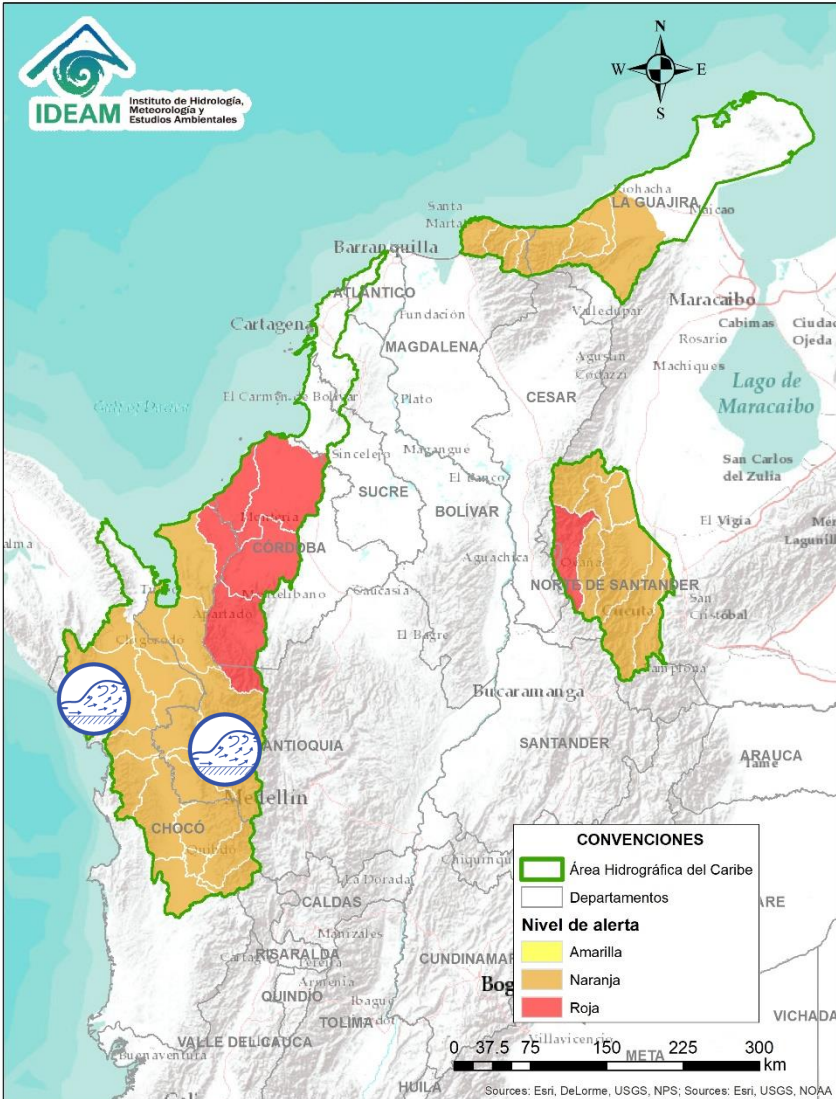 IDEAM
Instituto de Hidrología,
Meteorología y
Estudios Ambientales
N
W
E
S
Riohacha
LA GUAJIRA
Maicao
Santa
Marta
Barranquilla
ATLÁNTICO
Cartagena
Fundación
Valledupar
Maracaibo
Cabimas
Ciudad
Ojeda
Rosario
MAGDALENA
Machiques
Agustín
Codazzi
Lago de
Maracaibo
El Carmen de Bolívar
Plato
CESAR
Sincelejo
Magangue
San Carlos
del Zulia
El Banco
SUCRE
BOLÍVAR
El Vigía
Montería
CÓRDOBA
Aguachica
Ocaña
NORTE DE SANTANDER
Montelibano
Caucasia
San
Cristóbal
Cúcuta
Apartadó
El Bagre
Chigorodó
Pamplona
Bucaramanga
ANTIOQUIA
SANTANDER
ARAUCA
Tame
Medellín
CHOCÓ
Quibdó
La Dorada
CALDAS
Manizales
RISARALDA
Pereira
Armenia
QUINDÍO
Ibagué
TOLIMA
VALLE DEL CAUCA
Buenaventura
HUILA
META
Villavicencio
VICHADA
CONVENCIONES
Área Hidrográfica del Caribe
Departamentos
Nivel de alerta
Amarilla
Naranja
Roja
0 37.5 75 150 225 300
km
Sources: Esri, DeLorme, USGS, NPS; Sources: Esri, USGS, NOAA